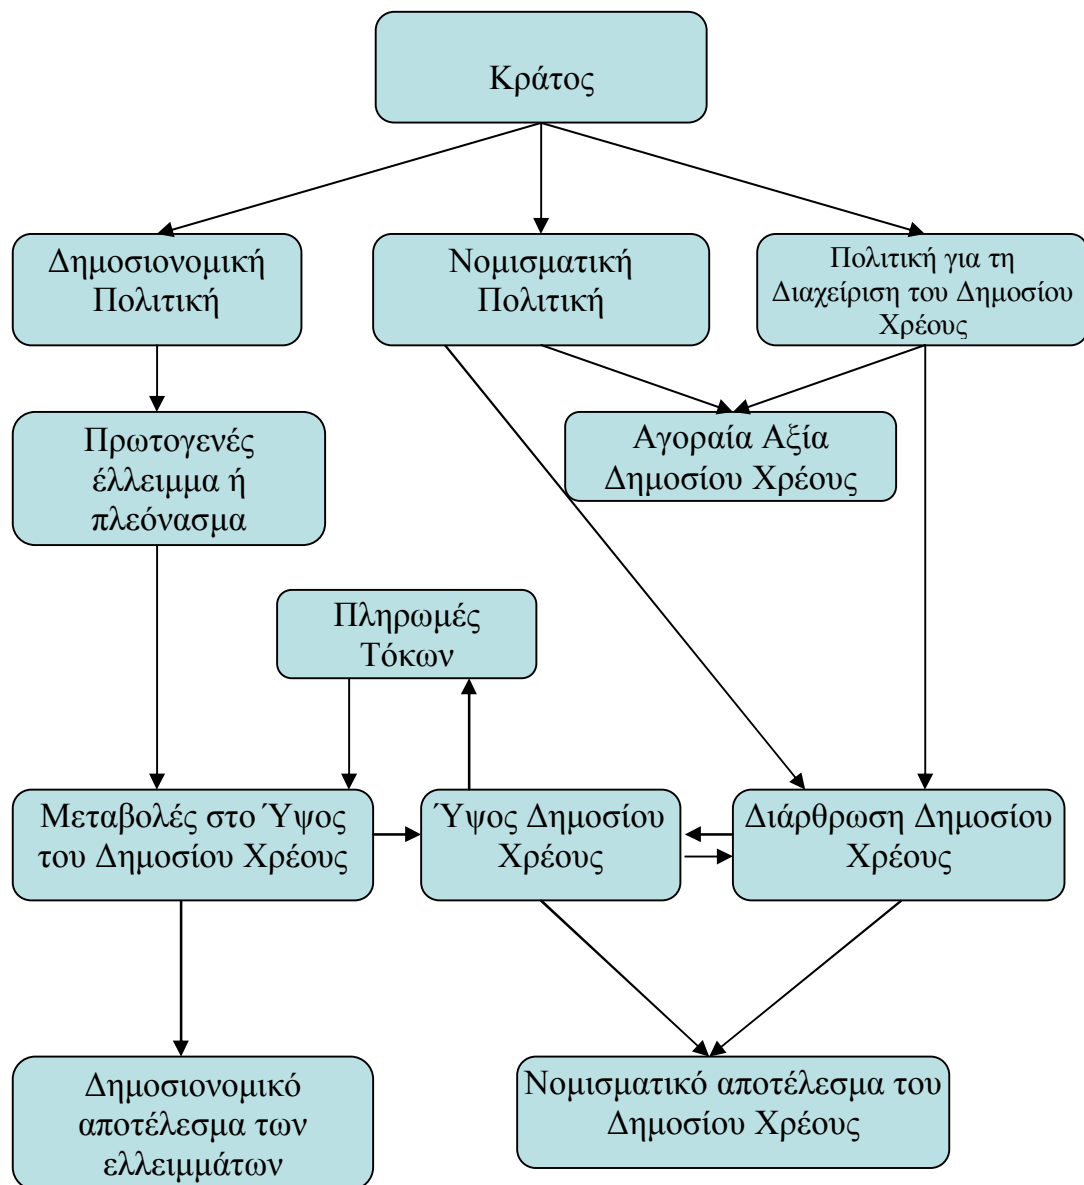 Κράτος
Δημοσιονομική
Πολιτική
Νομισματική
Πολιτική
Πολιτική για τη
Διαχείριση του Δημοσίου
Χρέους
Πρωτογενές
έλλειμμα ή
πλεόνασμα
Αγοραία Αξία
Δημοσίου Χρέους
Πληρωμές
Τόκων
Μεταβολές στο Ύψος
του Δημοσίου Χρέους
Ύψος Δημοσίου
Χρέους
Διάρθρωση Δημοσίου
Χρέους
Δημοσιονομικό
αποτέλεσμα των
ελλειμμάτων
Νομισματικό αποτέλεσμα του
Δημοσίου Χρέους